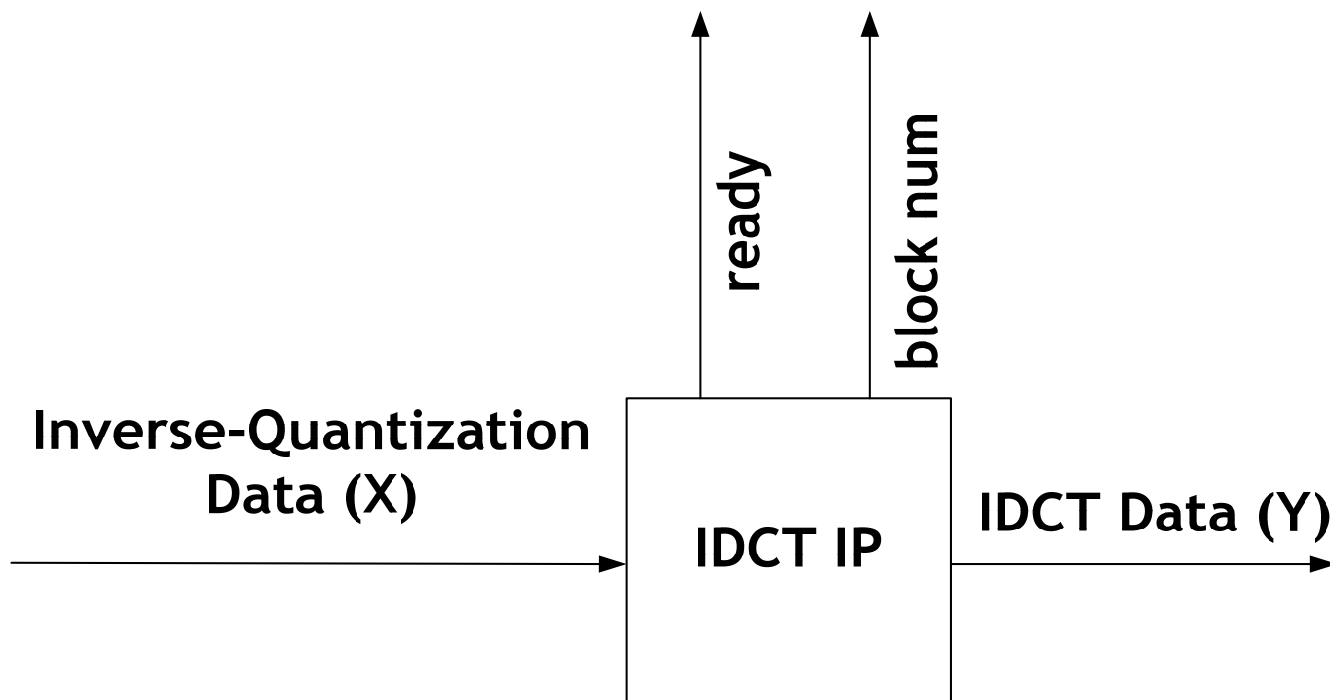 ready
block num
Inverse-Quantization
Data (X)
IDCT IP
IDCT Data (Y)